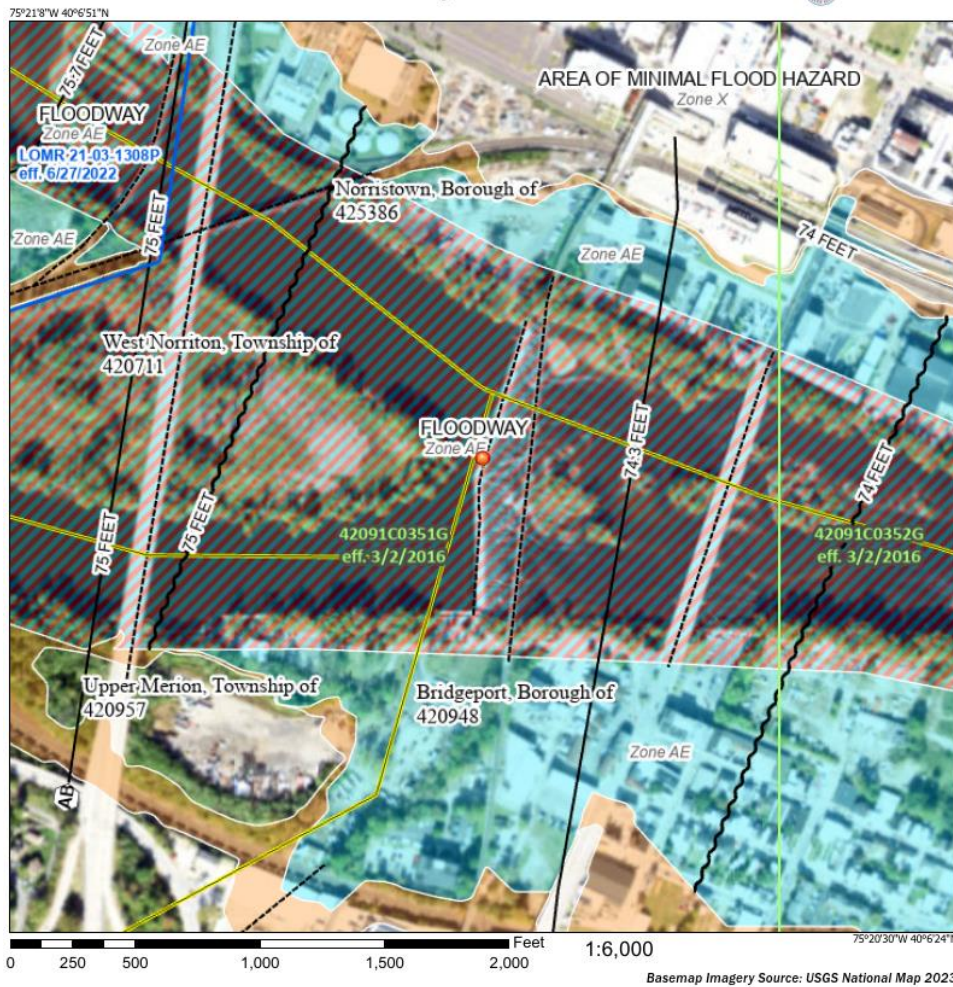 75°21'8"W 40°6'51"N
Zone AE
75.7 FEET
FLOODWAY
Zone AE
LOMR 21-03-1308P
eff. 6/27/2022
AREA OF MINIMAL FLOOD HAZARD
Zone X
Norristown, Borough of
425386
75 FEET
Zone AE
Zone AE
74 FEET
West Norriton, Township of
420711
FLOODWAY
Zone AE
74.3 FEET
74 FEET
75 FEET
75 FEET
42091C0351G
eff. 3/2/2016
42091C0352G
eff. 3/2/2016
Upper Merion, Township of
420957
Bridgeport, Borough of
420948
Zone AE
AB
75°20'30"W 40°6'24"N
Feet
1:6,000
0 250 500 1,000 1,500 2,000
Basemap Imagery Source: USGS National Map 2023